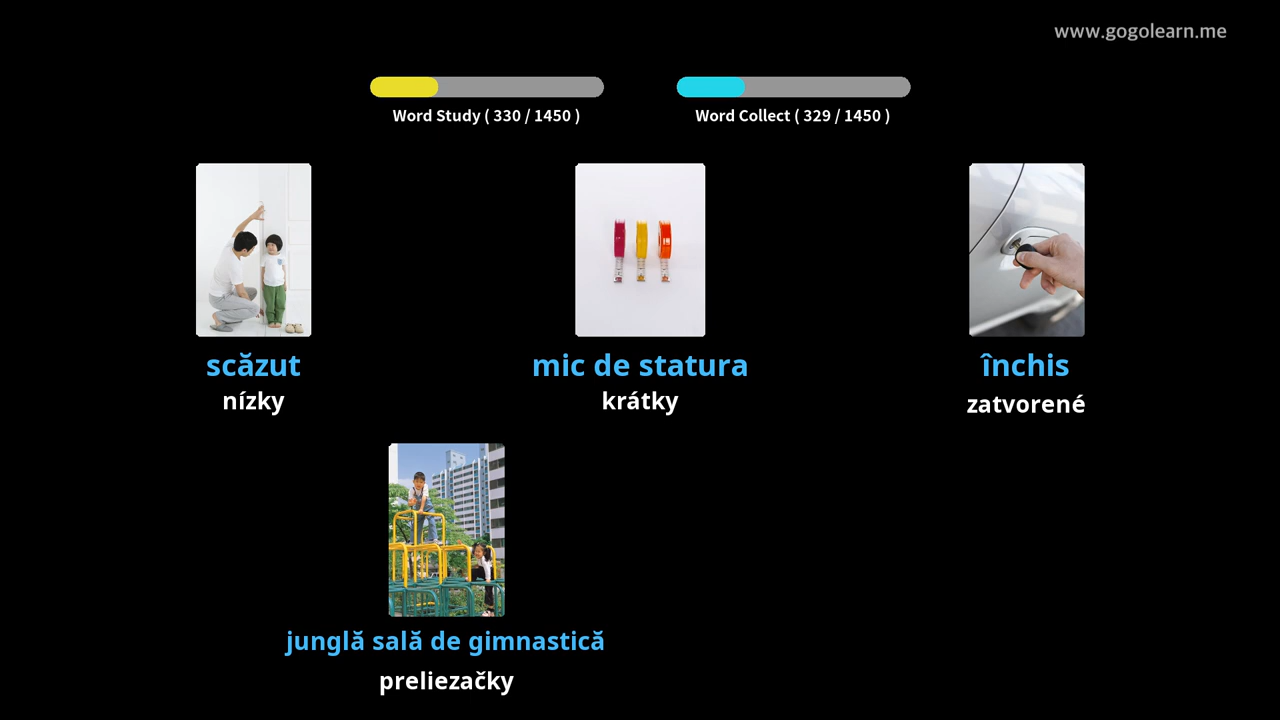 www.gogolearn.me
Word Study ( 330 / 1450 )
Word Collect ( 329 / 1450 )
scăzut
nízky
mic de statura
krátky
închis
zatvorené
junglă sală de gimnastică
preliezačky